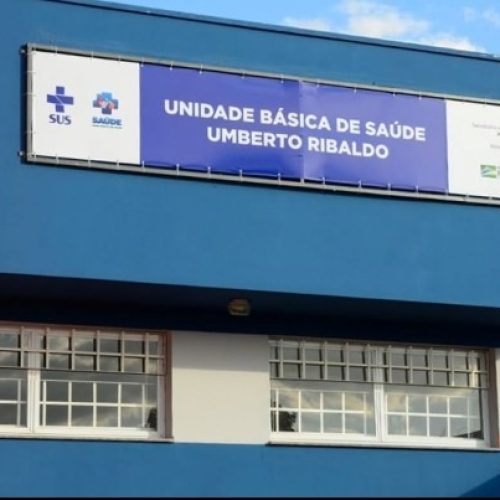 SUS
SAÚDE
UNIDADE BÁSICA DE SAÚDE
UMBERTO RIBALDO